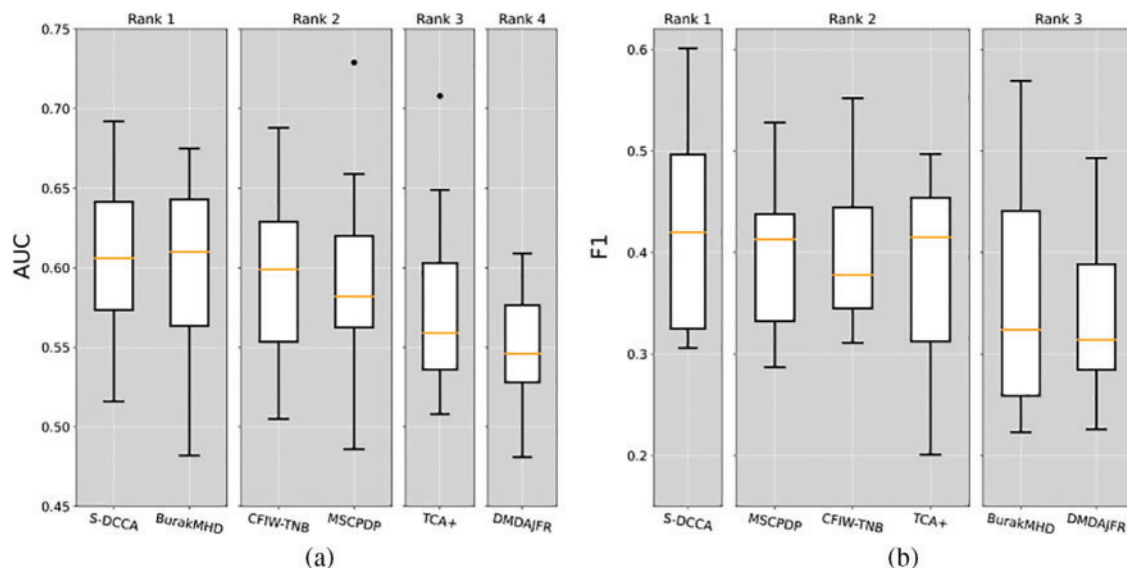 Rank 1
Rank 2
Rank 3
Rank 4
0.75
0.70
0.65
0.60
0.55
0.50
0.45
AUC
S-DCCA
BurakMHD
CFIW-TNB
MSCPDP
TCA+
DMDAJFR
(a)
Rank 1
Rank 2
Rank 3
0.6
0.5
0.4
0.3
0.2
F1
S-DCCA
MSCPDP
CFIW-TNB
TCA+
BurakMHD
DMDAJFR
(b)